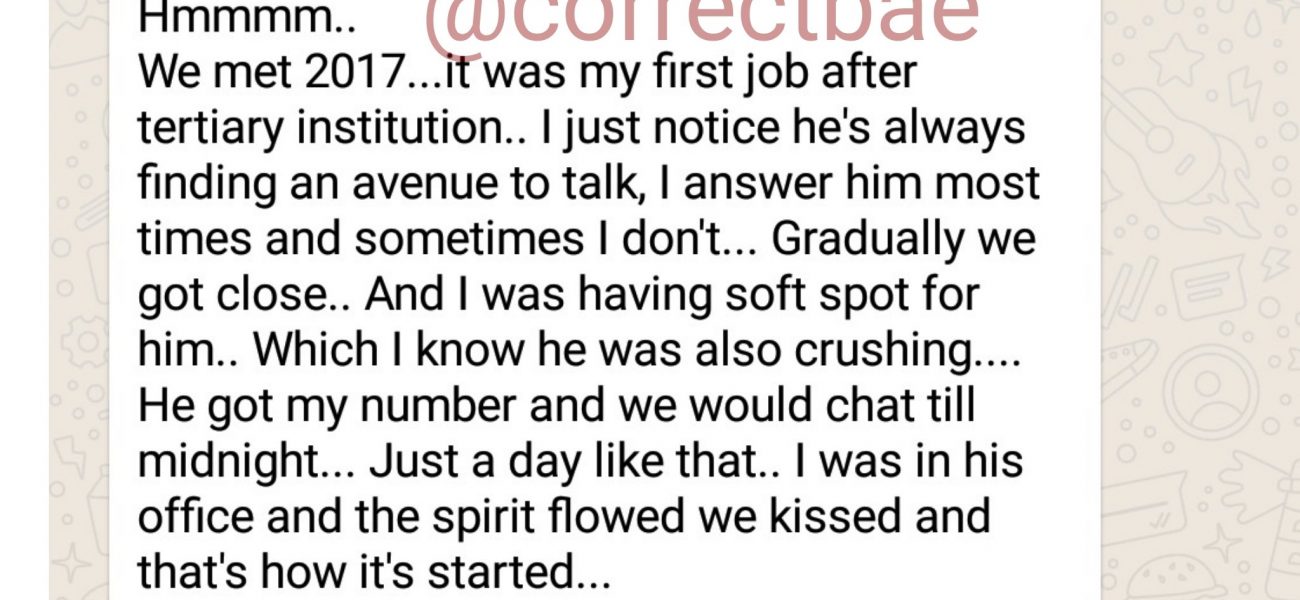 Hmmmm..
@correctbae
We met 2017...it was my first job after
tertiary institution.. I just notice he's always
finding an avenue to talk, I answer him most
times and sometimes I don't... Gradually we
got close.. And I was having soft spot for
him.. Which I know he was also crushing....
He got my number and we would chat till
midnight... Just a day like that.. I was in his
office and the spirit flowed we kissed and
that's how it's started...